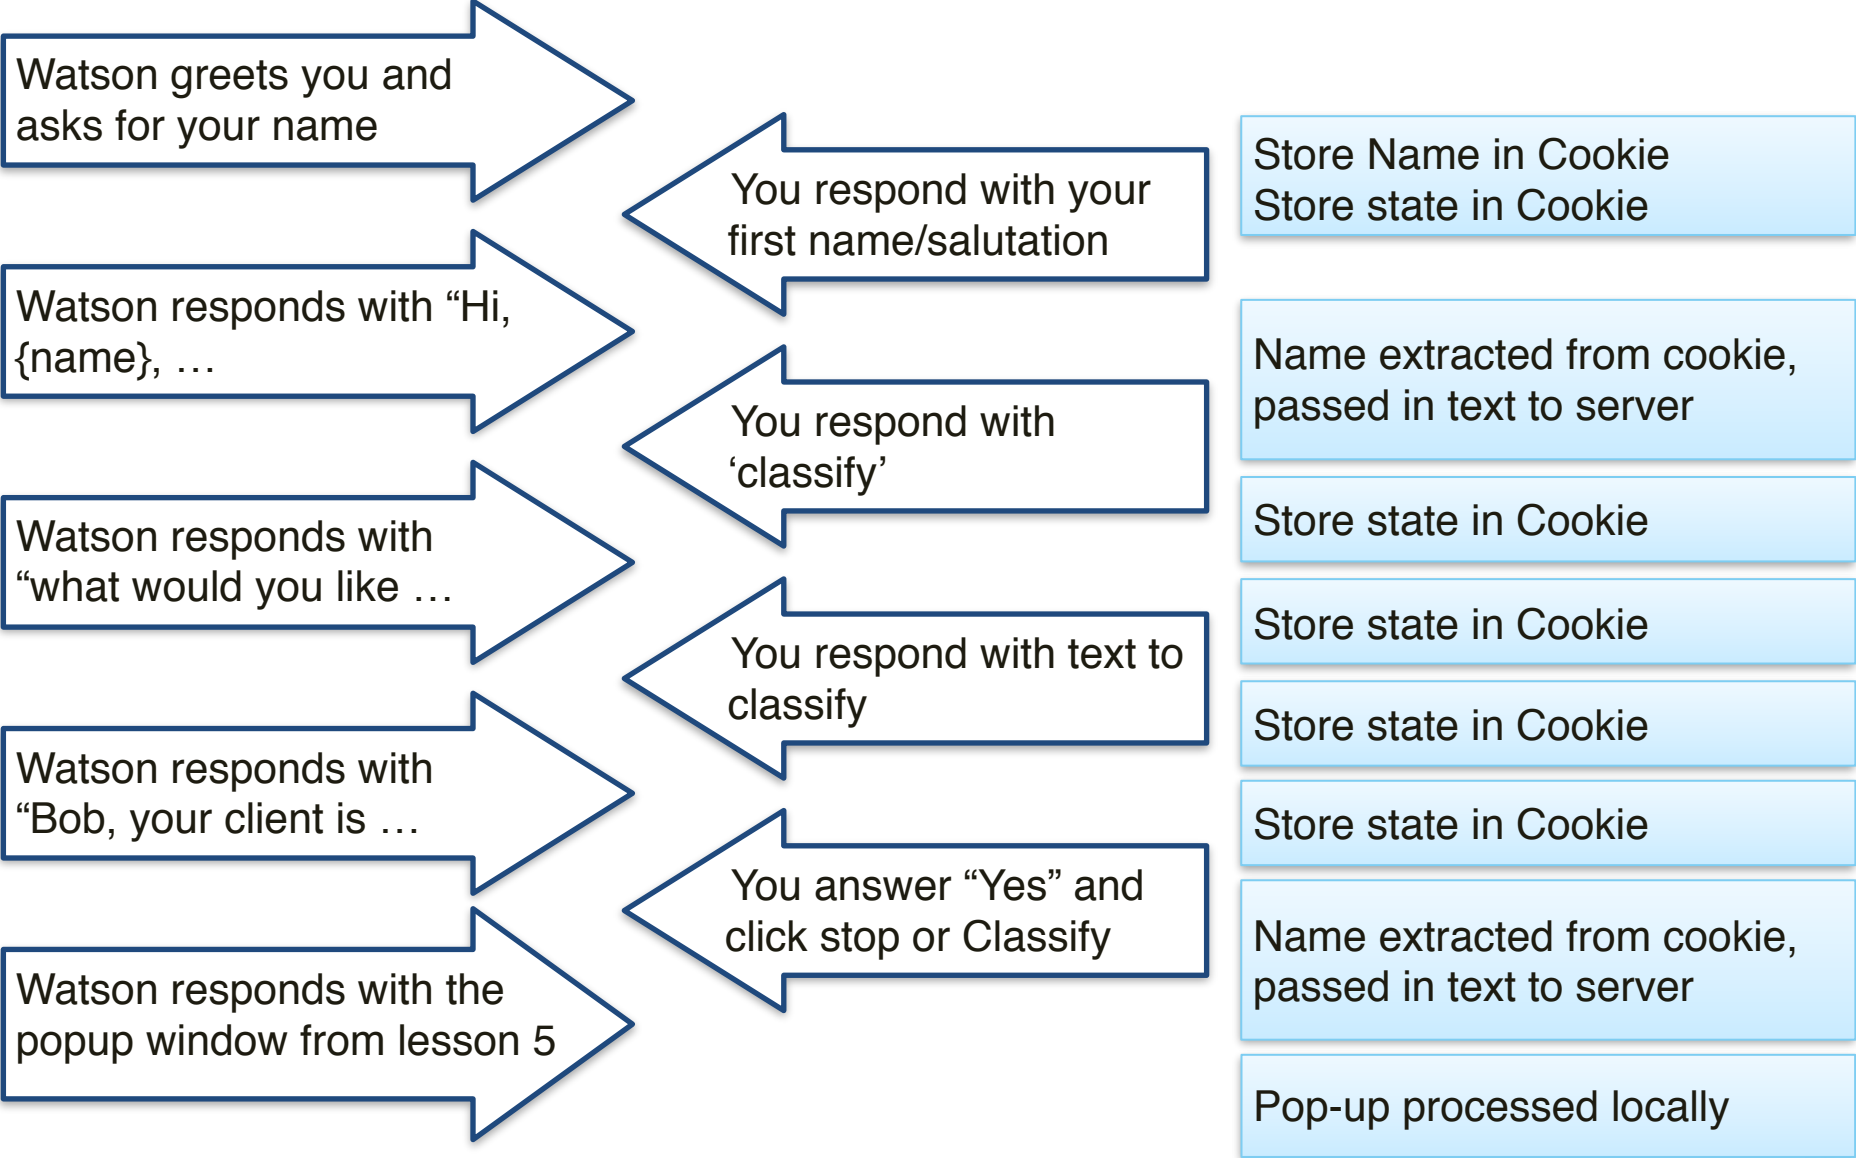 Watson greets you and
asks for your name
You respond with your
first name/salutation
Store Name in Cookie
Store state in Cookie
Watson responds with “Hi,
{name}, …
Name extracted from cookie,
passed in text to server
You respond with
‘classify’
Store state in Cookie
Watson responds with
“what would you like …
Store state in Cookie
You respond with text to
classify
Store state in Cookie
Watson responds with
“Bob, your client is …
Store state in Cookie
You answer “Yes” and
click stop or Classify
Name extracted from cookie,
passed in text to server
Watson responds with the
popup window from lesson 5
Pop-up processed locally